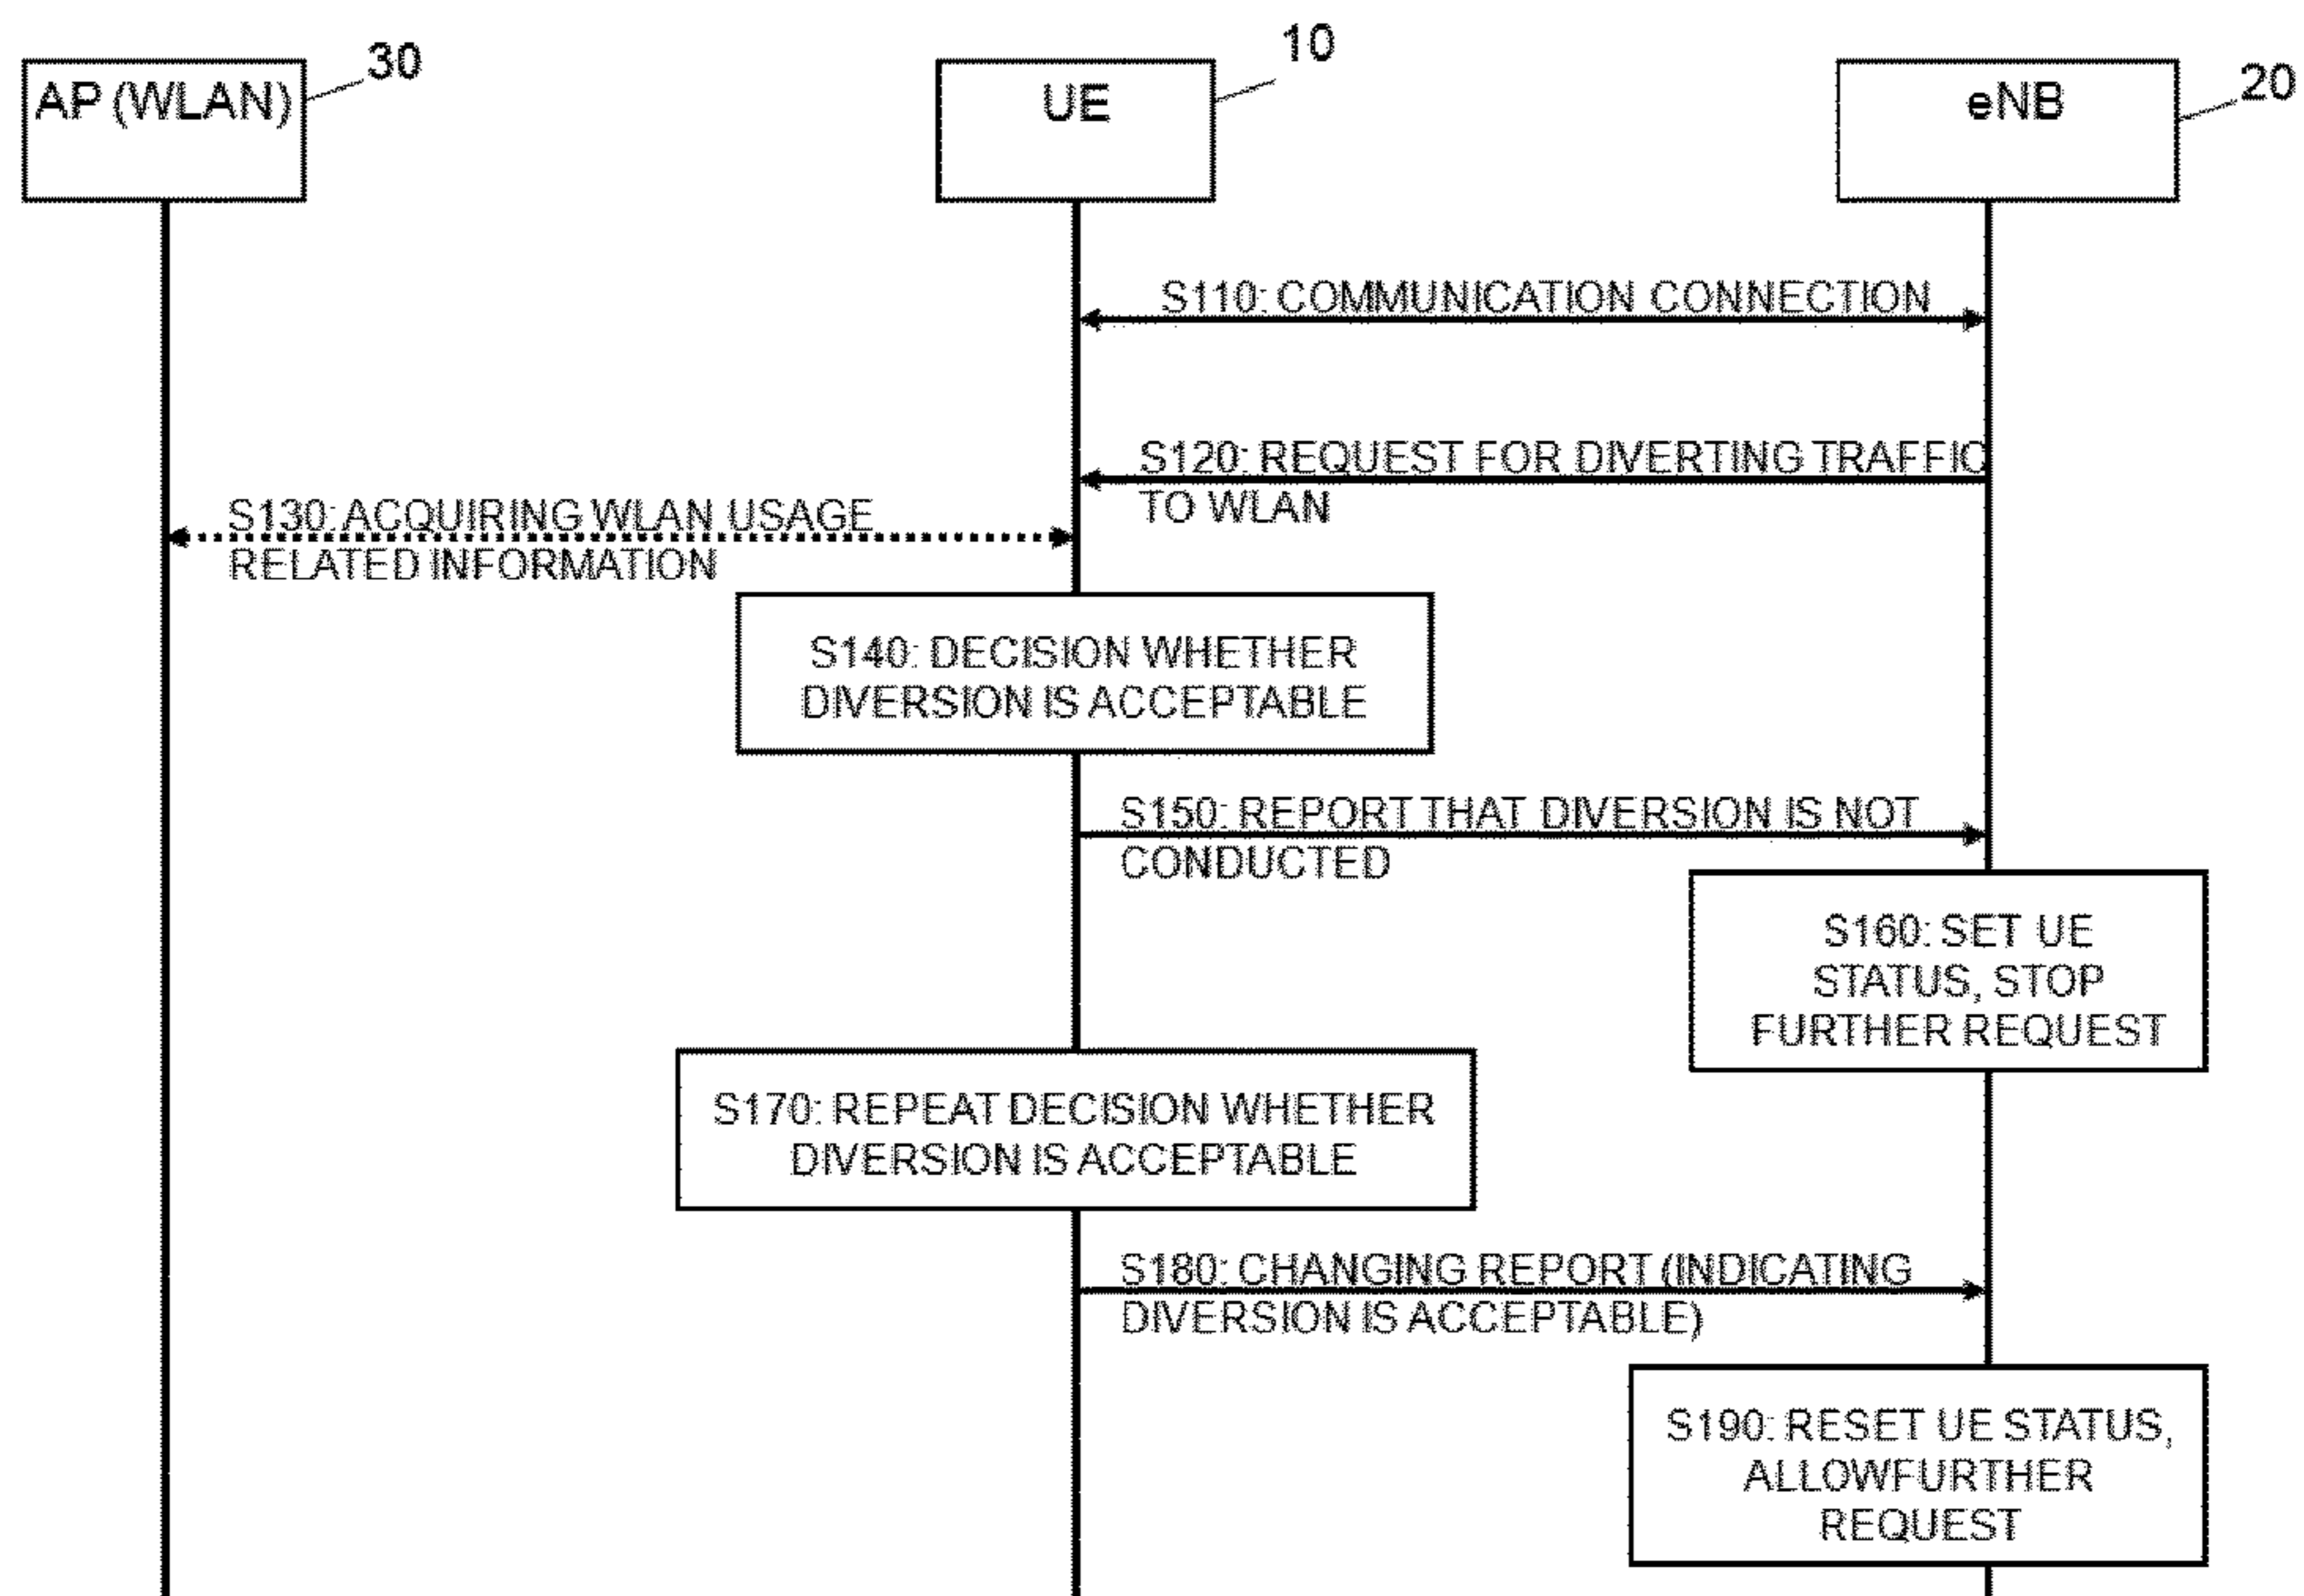 30
10
20
AP (WLAN)
UE
eNB
S110: COMMUNICATION CONNECTION
S120: REQUEST FOR DIVERTING TRAFFIC
TO WLAN
S130: ACQUIRING WLAN USAGE
RELATED INFORMATION
S140: DECISION WHETHER
DIVERSION IS ACCEPTABLE
S150: REPORT THAT DIVERSION IS NOT
CONDUCTED
S160: SET UE
STATUS, STOP
FURTHER REQUEST
S170: REPEAT DECISION WHETHER
DIVERSION IS ACCEPTABLE
S180: CHANGING REPORT (INDICATING
DIVERSION IS ACCEPTABLE)
S190: RESET UE STATUS,
ALLOWFURTHER
REQUEST